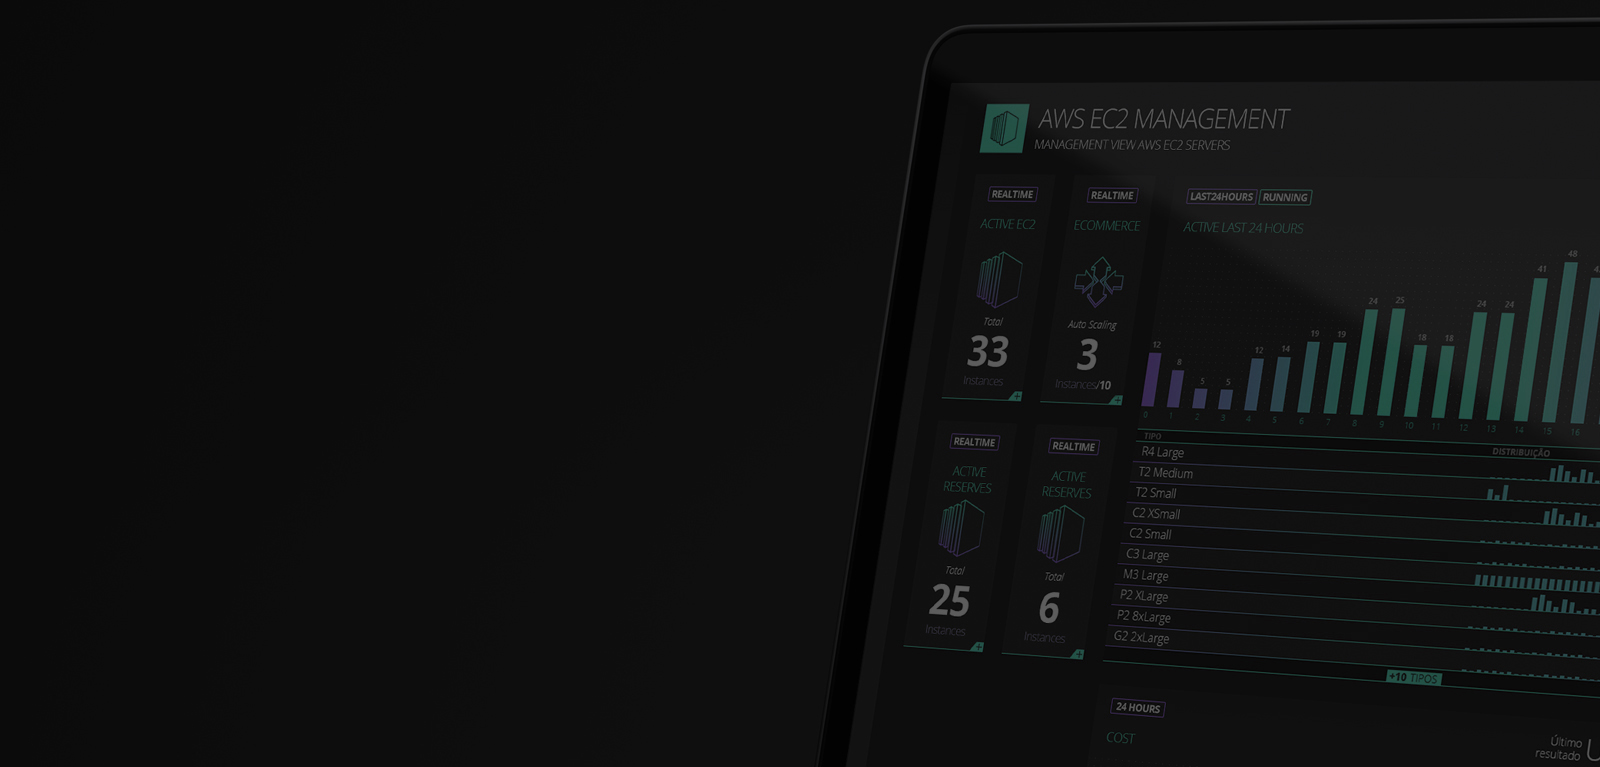 AWS EC2 MANAGEMENT
MANAGEMENT VIEW AWS EC2 SERVERS
REALTIME
ACTIVE EC2
Total
33
Instances
REALTIME
ECOMMERCE
Auto Scaling
3
Instances/10
LAST24HOURS RUNNING
ACTIVE LAST 24 HOURS
12 8 5 5 12 14 19 19 24 25 18 18 24 24 41 48
0 1 2 3 4 5 6 7 8 9 10 11 12 13 14 15 16
TIPO DISTRIBUIÇÃO
R4 Large
T2 Medium
T2 Small
C2 XSmall
C2 Small
C3 Large
M3 Large
P2 XLarge
P2 8xLarge
G2 2xLarge
+10 TIPOS
REALTIME
ACTIVE
RESERVES
Total
25
Instances
REALTIME
ACTIVE
RESERVES
Total
6
Instances
24 HOURS
COST
Último
resultado